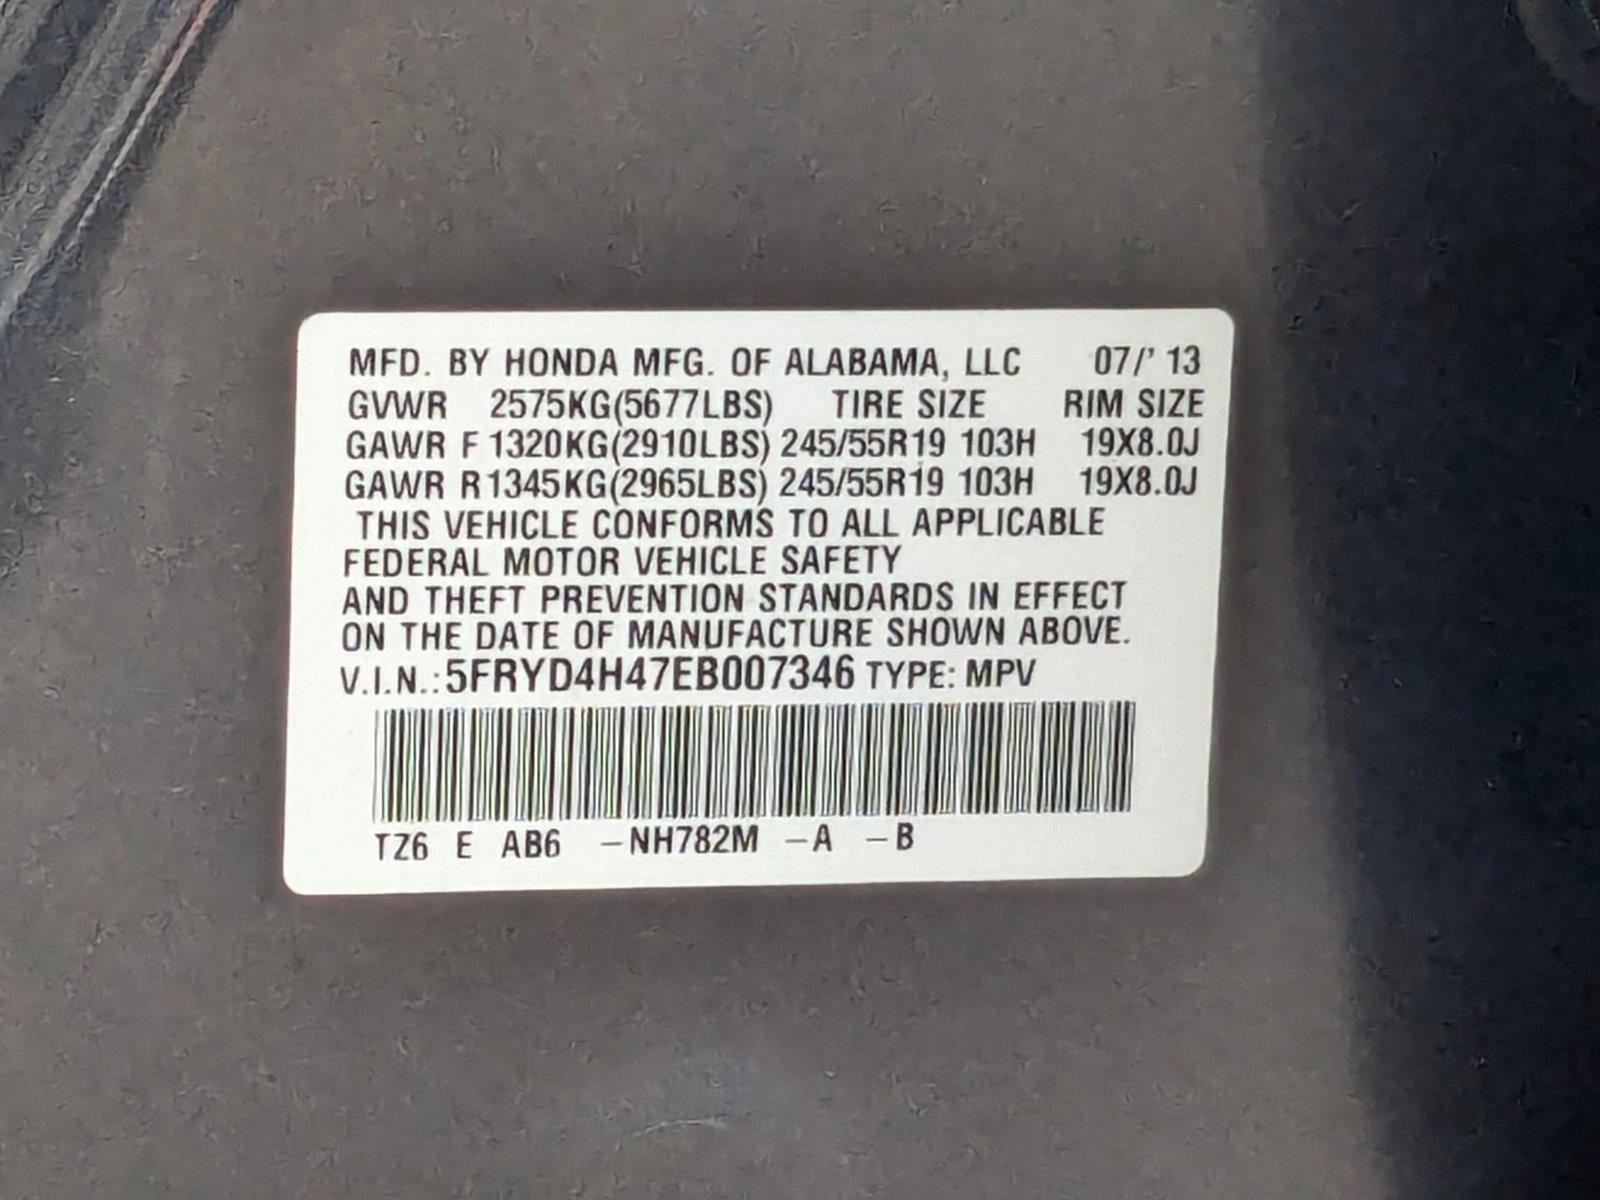 MFD. BY HONDA MFG. OF ALABAMA, LLC 07/' 13
GVWR 2575KG(5677LBS) TIRE SIZE RIM SIZE
GAWR F 1320KG(2910LBS) 245/55R19 103H 19X8.0J
GAWR R1345KG(2965LBS) 245/55R19 103H 19X8.0J
THIS VEHICLE CONFORMS TO ALL APPLICABLE
FEDERAL MOTOR VEHICLE SAFETY
AND THEFT PREVENTION STANDARDS IN EFFECT
ON THE DATE OF MANUFACTURE SHOWN ABOVE.
V.I.N.: 5FRYD4H47EB007346 TYPE: MPV
TZ6 E AB6 –NH782M –A –B